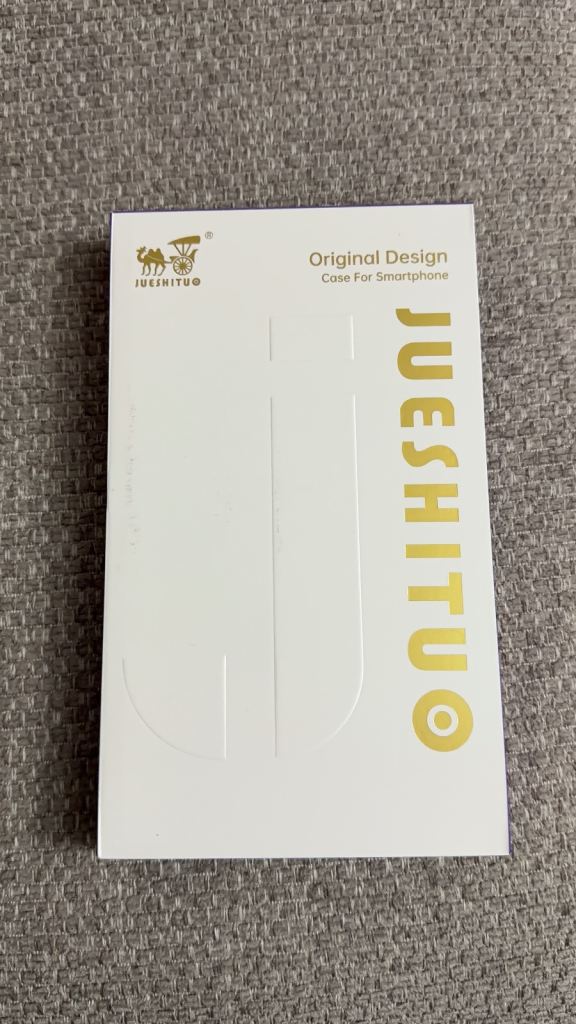 ®
JUESHITUO
Original Design
Case For Smartphone
JUESHITUO